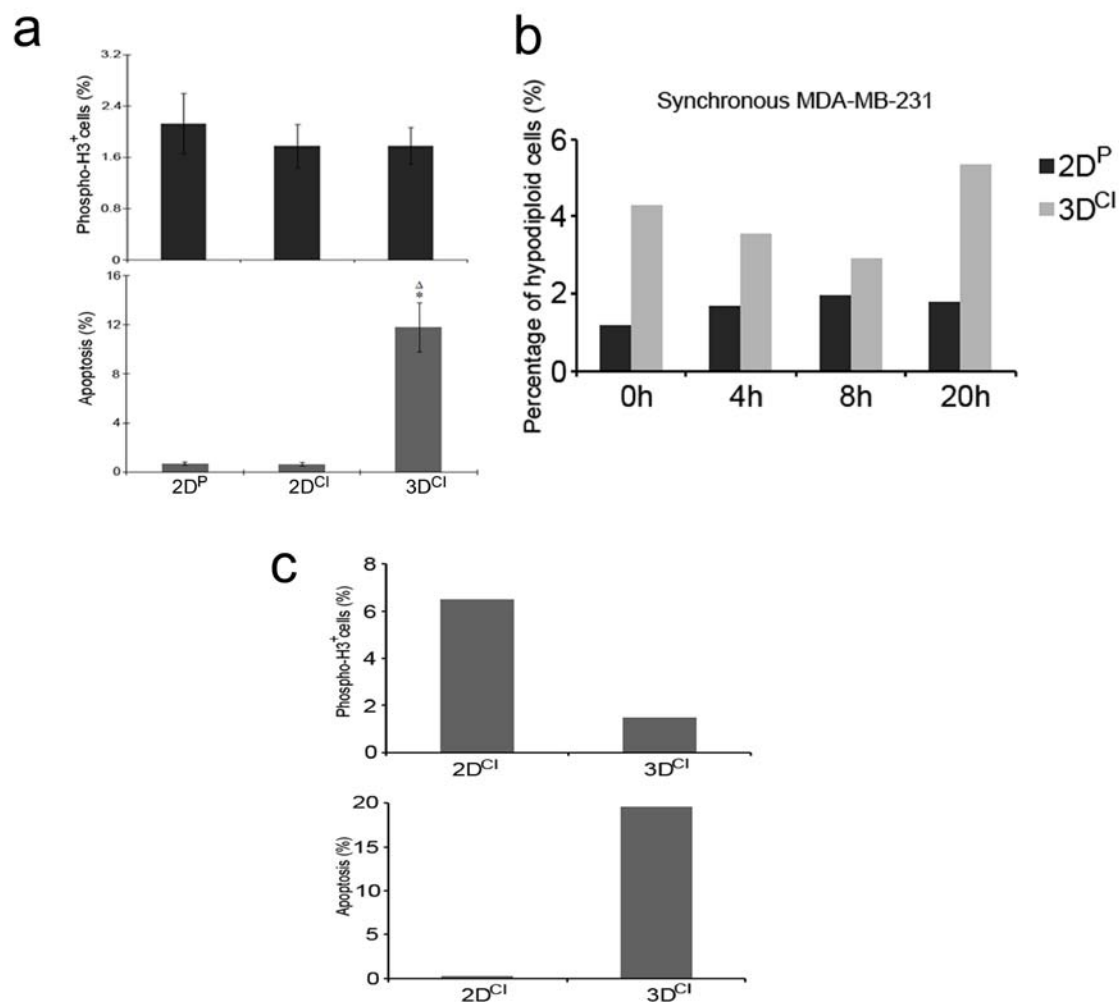 a
Phospho-H3⁺cells (%)
3.2
2.4
1.6
0.8
0
Apoptosis (%)
16
12
8
4
0
Δ
*
2Dᴾ 2Dᶜᴵ 3Dᶜᴵ
b
Synchronous MDA-MB-231
Percentage of hypodiploid cells (%)
6
4
2
0
0h 4h 8h 20h
2Dᴾ
3Dᶜᴵ
c
Phospho-H3⁺cells (%)
8
6
4
2
0
2Dᶜᴵ 3Dᶜᴵ
Apoptosis (%)
20
15
10
5
0
2Dᶜᴵ 3Dᶜᴵ